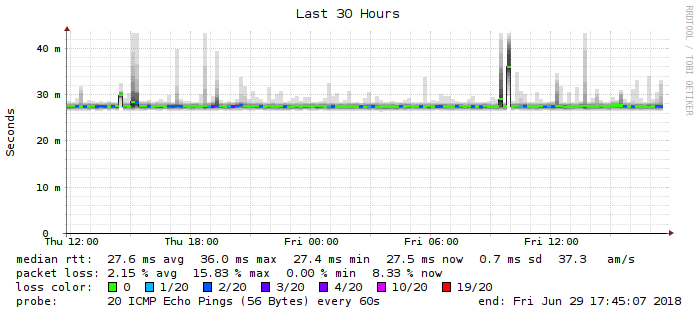 Last 30 Hours
RRDTOOL / TOBI OETIKER
Seconds
40 m
30 m
20 m
10 m
0
Thu 12:00 Thu 18:00 Fri 00:00 Fri 06:00 Fri 12:00
median rtt: 27.6 ms avg 36.0 ms max 27.4 ms min 27.5 ms now 0.7 ms sd 37.3 am/s
packet loss: 2.15 % avg 15.83 % max 0.00 % min 8.33 % now
loss color: 0 1/20 2/20 3/20 4/20 10/20 19/20
probe: 20 ICMP Echo Pings (56 Bytes) every 60s end: Fri Jun 29 17:45:07 2018